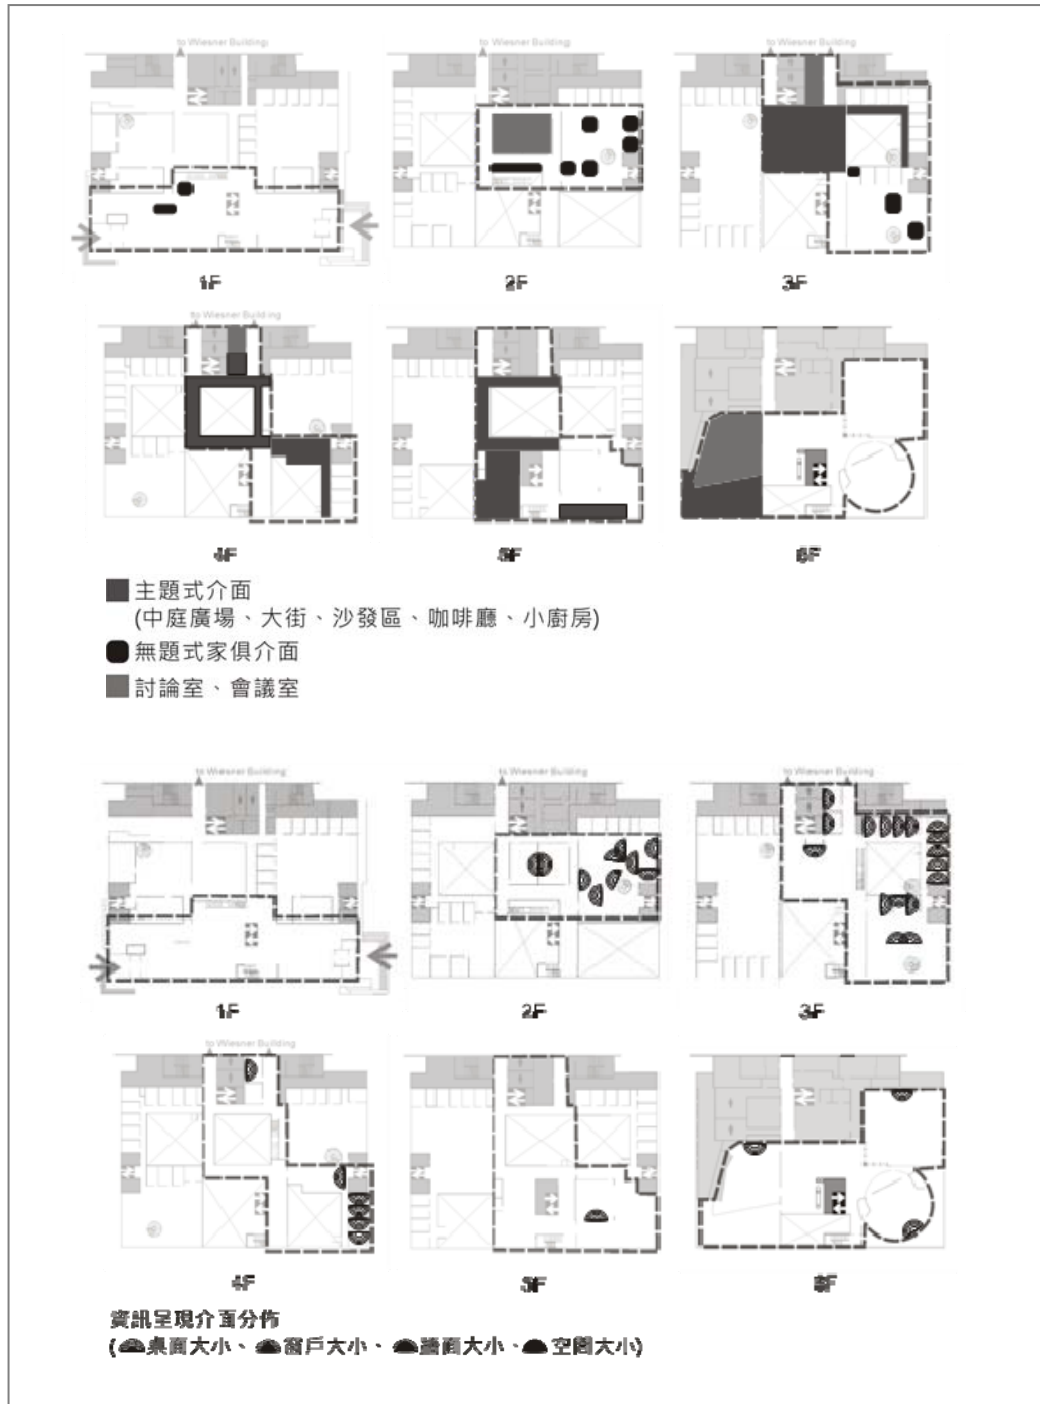 to Wiesner Building
to Wiesner Building
to Wiesner Building
1F
2F
3F
to Wiesner Building
4F
5F
6F
主題式介面
(中庭廣場、大街、沙發區、咖啡廳、小廚房)
無題式家俱介面
討論室、會議室
to Wiesner Building
to Wiesner Building
to Wiesner Building
1F
2F
3F
to Wiesner Building
4F
5F
6F
資訊呈現介面分佈
(桌面大小、窗戶大小、牆面大小、空間大小)